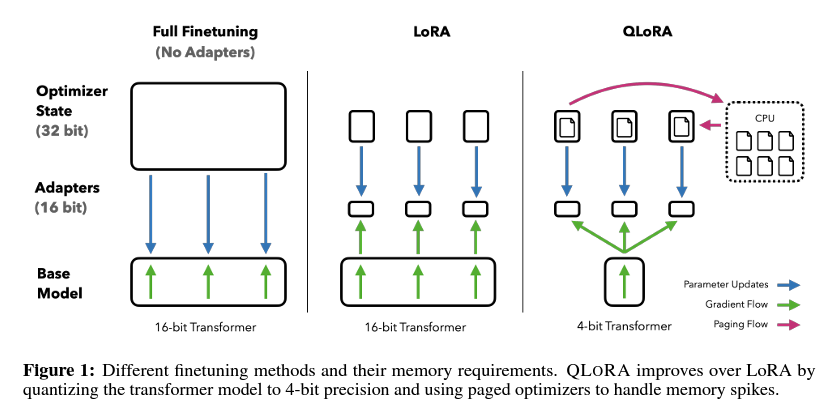 Full Finetuning
(No Adapters)
LoRA
QLoRA
Optimizer
State
(32 bit)
CPU
Adapters
(16 bit)
Base
Model
Parameter Updates
Gradient Flow
Paging Flow
16-bit Transformer
16-bit Transformer
4-bit Transformer
Figure 1: Different finetuning methods and their memory requirements. QLORA improves over LoRA by
quantizing the transformer model to 4-bit precision and using paged optimizers to handle memory spikes.